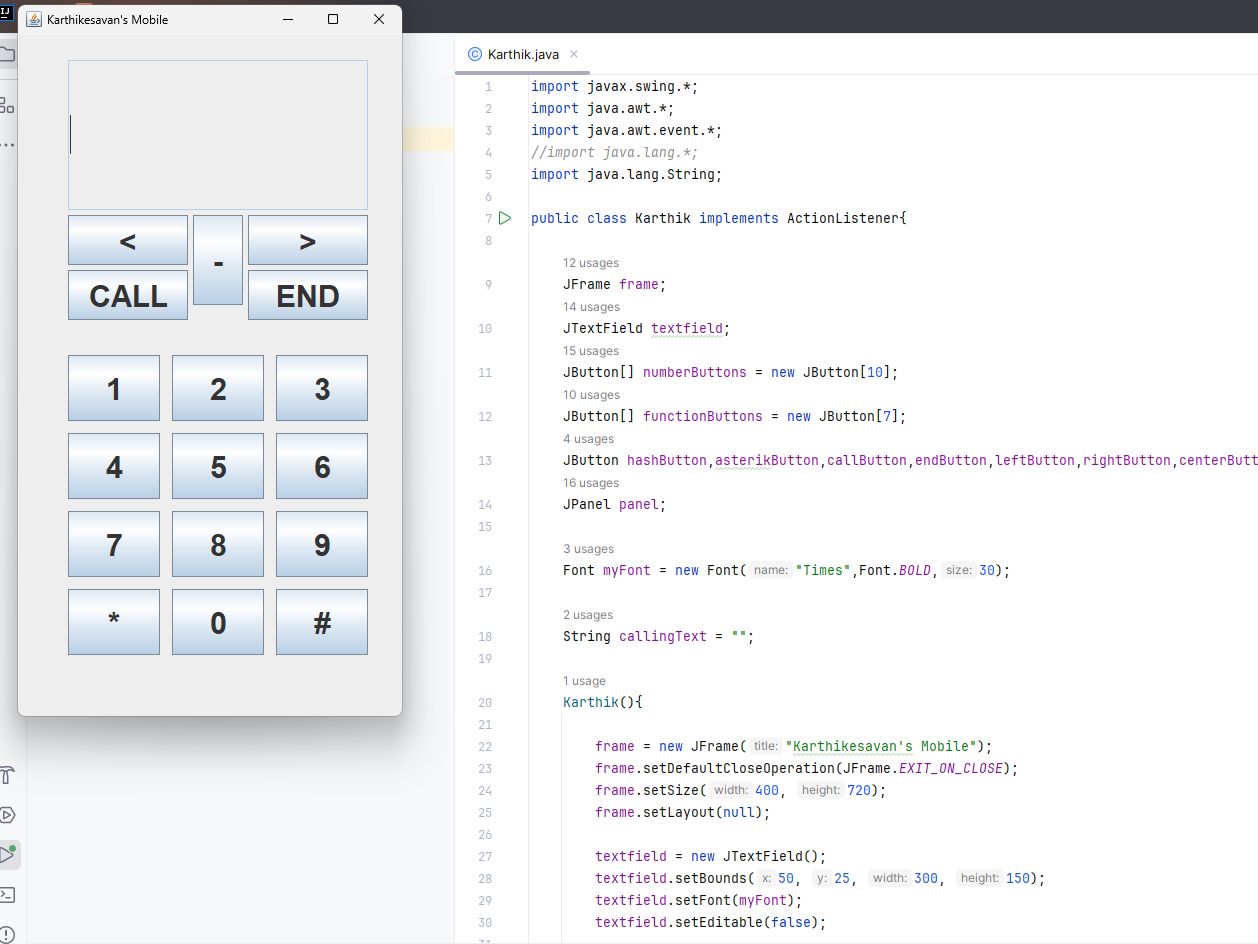 IJ
Karthikesavan's Mobile
<
-
>
CALL
END
1
2
3
4
5
6
7
8
9
*
0
#
Karthik.java
1 import javax.swing.*;
2 import java.awt.*;
3 import java.awt.event.*;
4 //import java.lang.*;
5 import java.lang.String;
6
7 public class Karthik implements ActionListener{
8
12 usages
9 JFrame frame;
14 usages
10 JTextField textfield;
15 usages
11 JButton[] numberButtons = new JButton[10];
10 usages
12 JButton[] functionButtons = new JButton[7];
4 usages
13 JButton hashButton,asterikButton,callButton,endButton,leftButton,rightButton,centerButt
16 usages
14 JPanel panel;
15
3 usages
16 Font myFont = new Font( name: "Times",Font.BOLD, size: 30);
17
2 usages
18 String callingText = "";
19
1 usage
20 Karthik(){
21
22 frame = new JFrame( title: "Karthikesavan's Mobile");
23 frame.setDefaultCloseOperation(JFrame.EXIT_ON_CLOSE);
24 frame.setSize( width: 400, height: 720);
25 frame.setLayout(null);
26
27 textfield = new JTextField();
28 textfield.setBounds( x: 50, y: 25, width: 300, height: 150);
29 textfield.setFont(myFont);
30 textfield.setEditable(false);